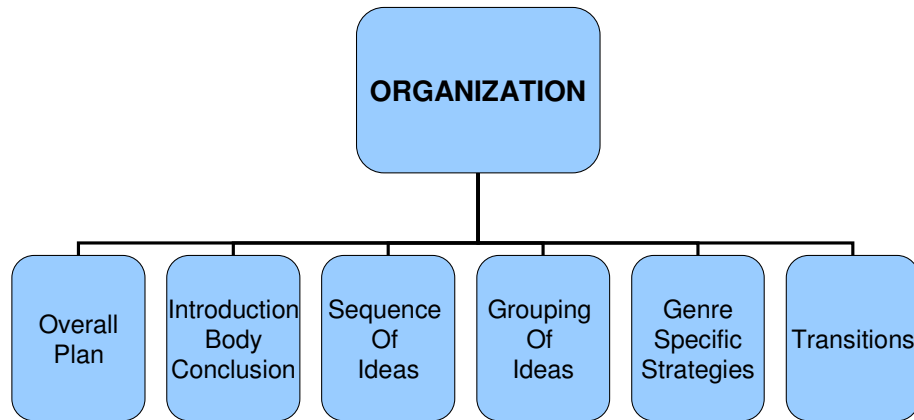 ORGANIZATION
Overall
Plan
Introduction
Body
Conclusion
Sequence
Of
Ideas
Grouping
Of
Ideas
Genre
Specific
Strategies
Transitions